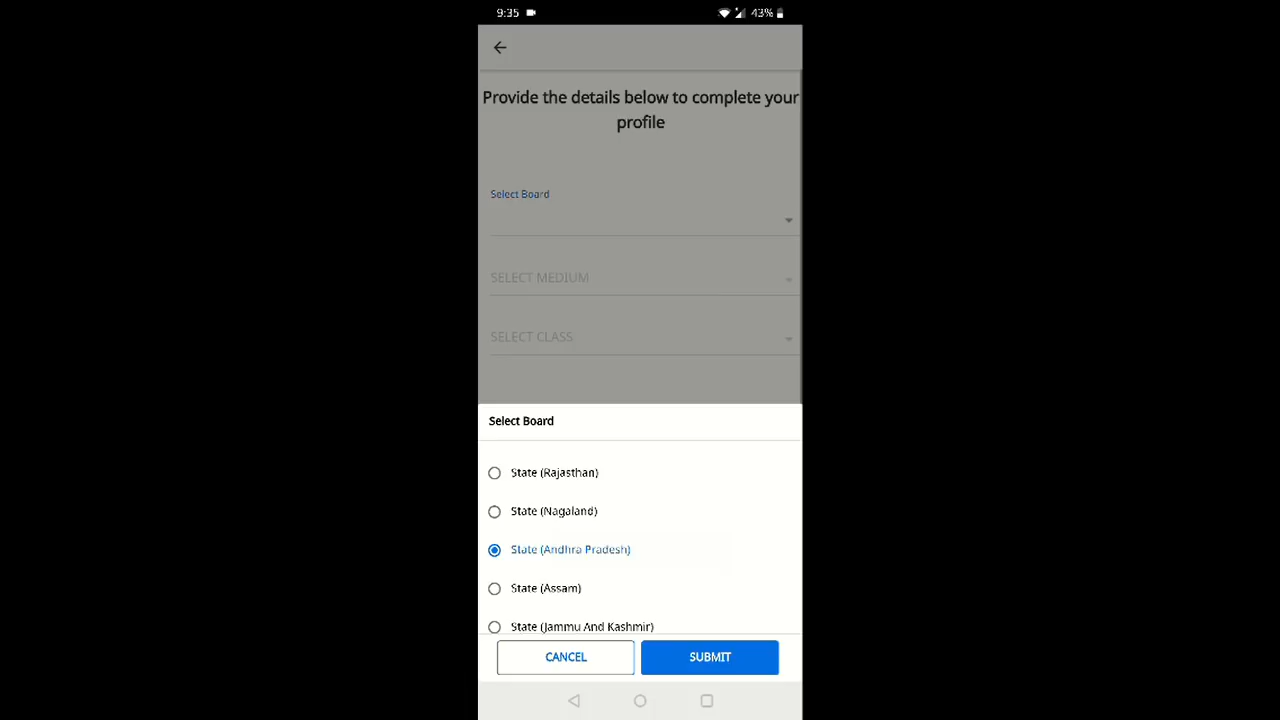 9:35
43%
Provide the details below to complete your
profile
Select Board
SELECT MEDIUM
SELECT CLASS
Select Board
State (Rajasthan)
State (Nagaland)
State (Andhra Pradesh)
State (Assam)
State (Jammu And Kashmir)
CANCEL
SUBMIT